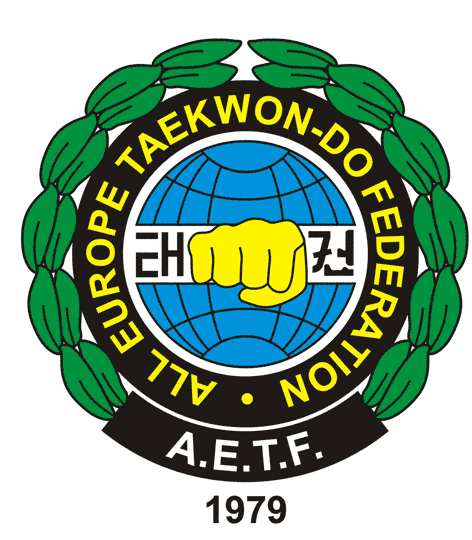 ALL EUROPE TAEKWON-DO FEDERATION •
태 권
A.E.T.F.
1979